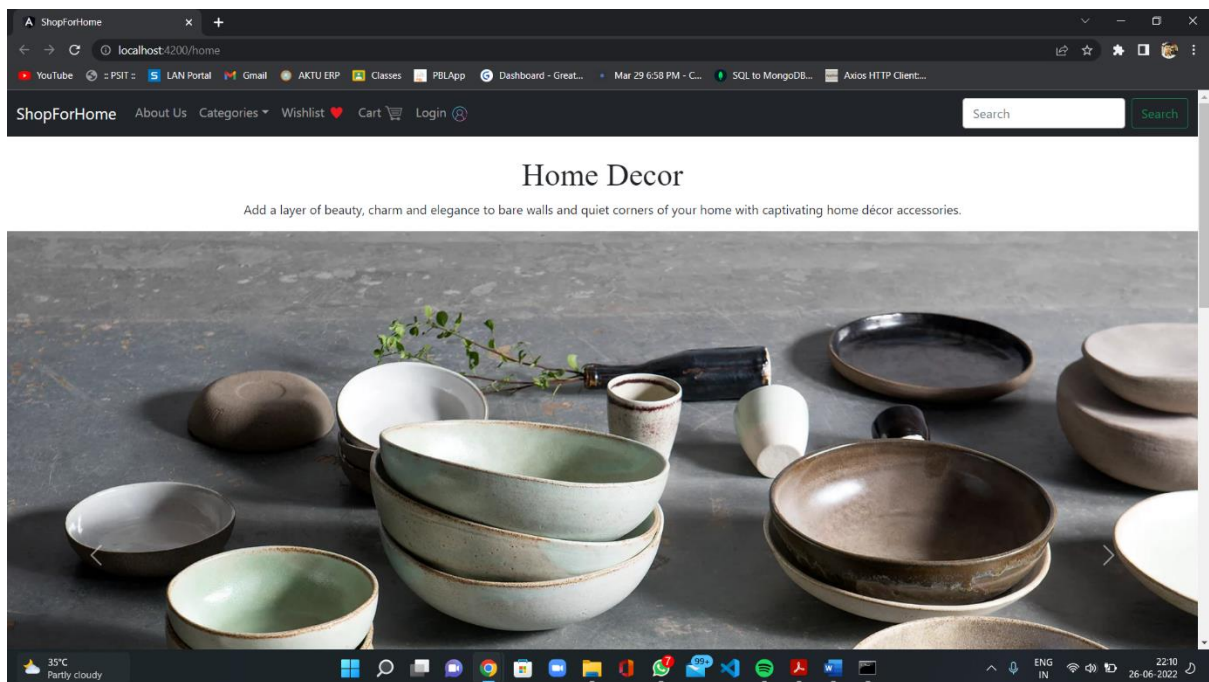 ShopForHome
localhost:4200/home
YouTube :: PSIT :: LAN Portal Gmail AKTU ERP Classes PBLApp Dashboard - Great... Mar 29 6:58 PM - C... SQL to MongoDB... Axios HTTP Client:...
ShopForHome About Us Categories Wishlist Cart Login Search Search
Home Decor
Add a layer of beauty, charm and elegance to bare walls and quiet corners of your home with captivating home décor accessories.
35°C
Partly cloudy
7
99+
ENG
IN
22:10
26-06-2022